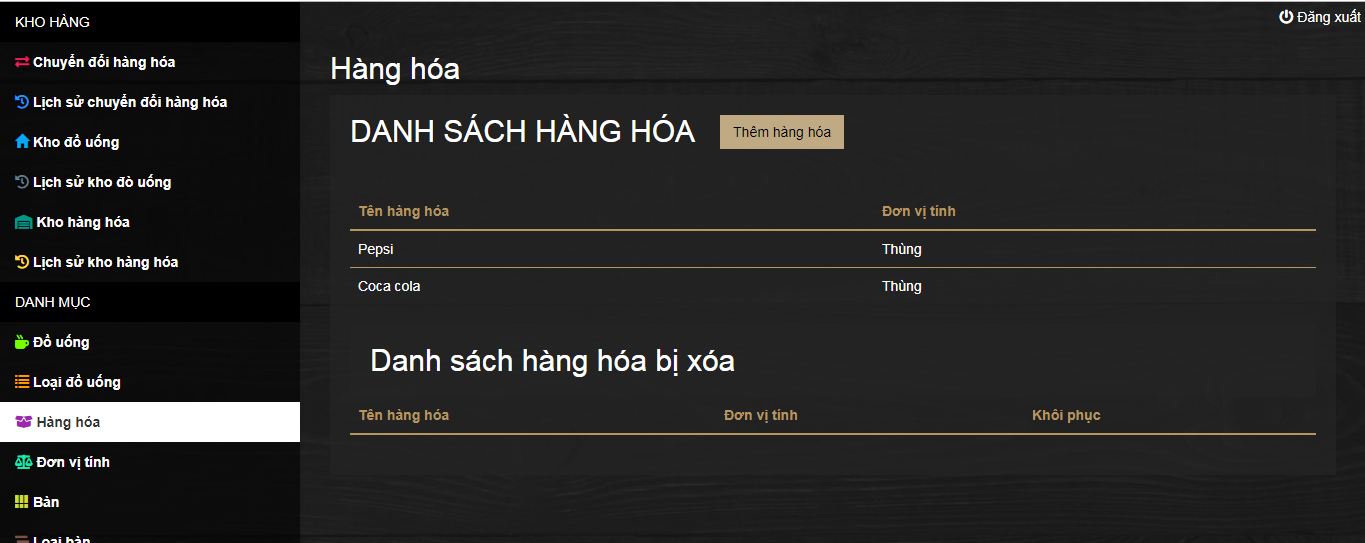 KHO HÀNG
Đăng xuất
Chuyển đổi hàng hóa
Lịch sử chuyển đổi hàng hóa
Kho đồ uống
Lịch sử kho đò uống
Kho hàng hóa
Lịch sử kho hàng hóa
DANH MỤC
Đồ uống
Loại đồ uống
Hàng hóa
Đơn vị tính
Bàn
Loại bàn
Hàng hóa
DANH SÁCH HÀNG HÓA Thêm hàng hóa
Tên hàng hóa Đơn vị tính
Pepsi Thùng
Coca cola Thùng
Danh sách hàng hóa bị xóa
Tên hàng hóa Đơn vị tính Khôi phục